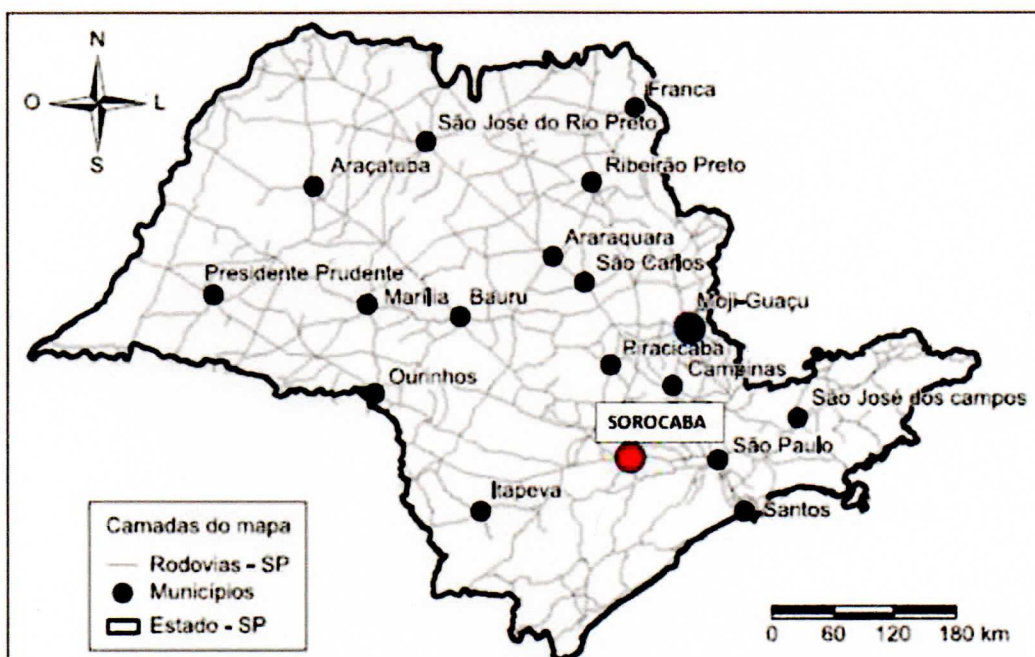 N
O L
S
Franca
São José do Rio Preto
Araçatuba
Ribeirão Preto
Araraquara
São Carlos
Presidente Prudente
Marília
Bauru
Moji-Guaçu
Piracicaba
Campinas
Ourinhos
São José dos campos
SOROCABA
São Paulo
Itapeva
Santos
Camadas do mapa
Rodovias - SP
Municípios
Estado - SP
0 60 120 180 km